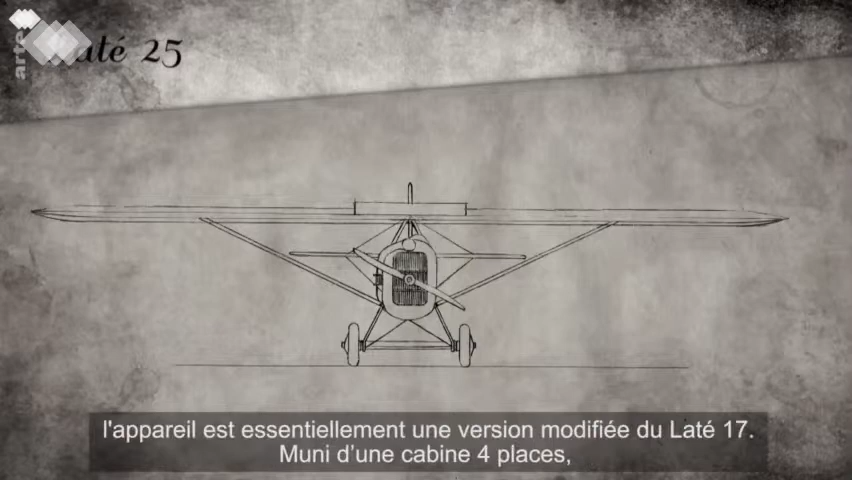 arte
Laté 25
l'appareil est essentiellement une version modifiée du Laté 17.
Muni d’une cabine 4 places,